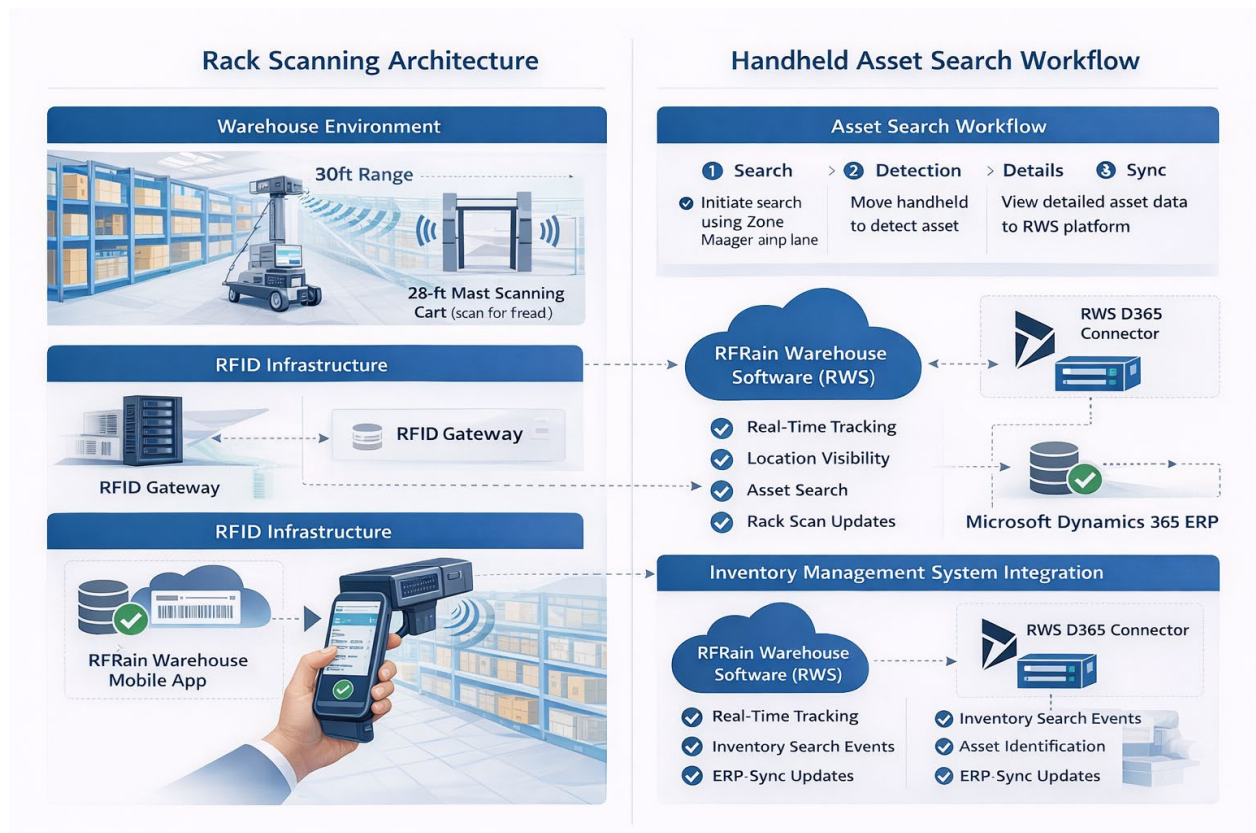 Rack Scanning Architecture
Warehouse Environment
30ft Range
28-ft Mast Scanning
Cart (scan for fread)
RFID Infrastructure
RFID Gateway
RFID Gateway
RFID Infrastructure
RFRain Warehouse
Mobile App
Handheld Asset Search Workflow
Asset Search Workflow
1 Search > 2 Detection > Details 3 Sync
Initiate search
using Zone
Maager ainp lane
Move handheld
to detect asset
View detailed asset data
to RWS platform
RFRain Warehouse
Software (RWS)
RWS D365
Connector
Real-Time Tracking
Location Visibility
Asset Search
Rack Scan Updates
Microsoft Dynamics 365 ERP
Inventory Management System Integration
RFRain Warehouse
Software (RWS)
RWS D365 Connector
Real-Time Tracking
Inventory Search Events
ERP-Sync Updates
Inventory Search Events
Asset Identification
ERP-Sync Updates